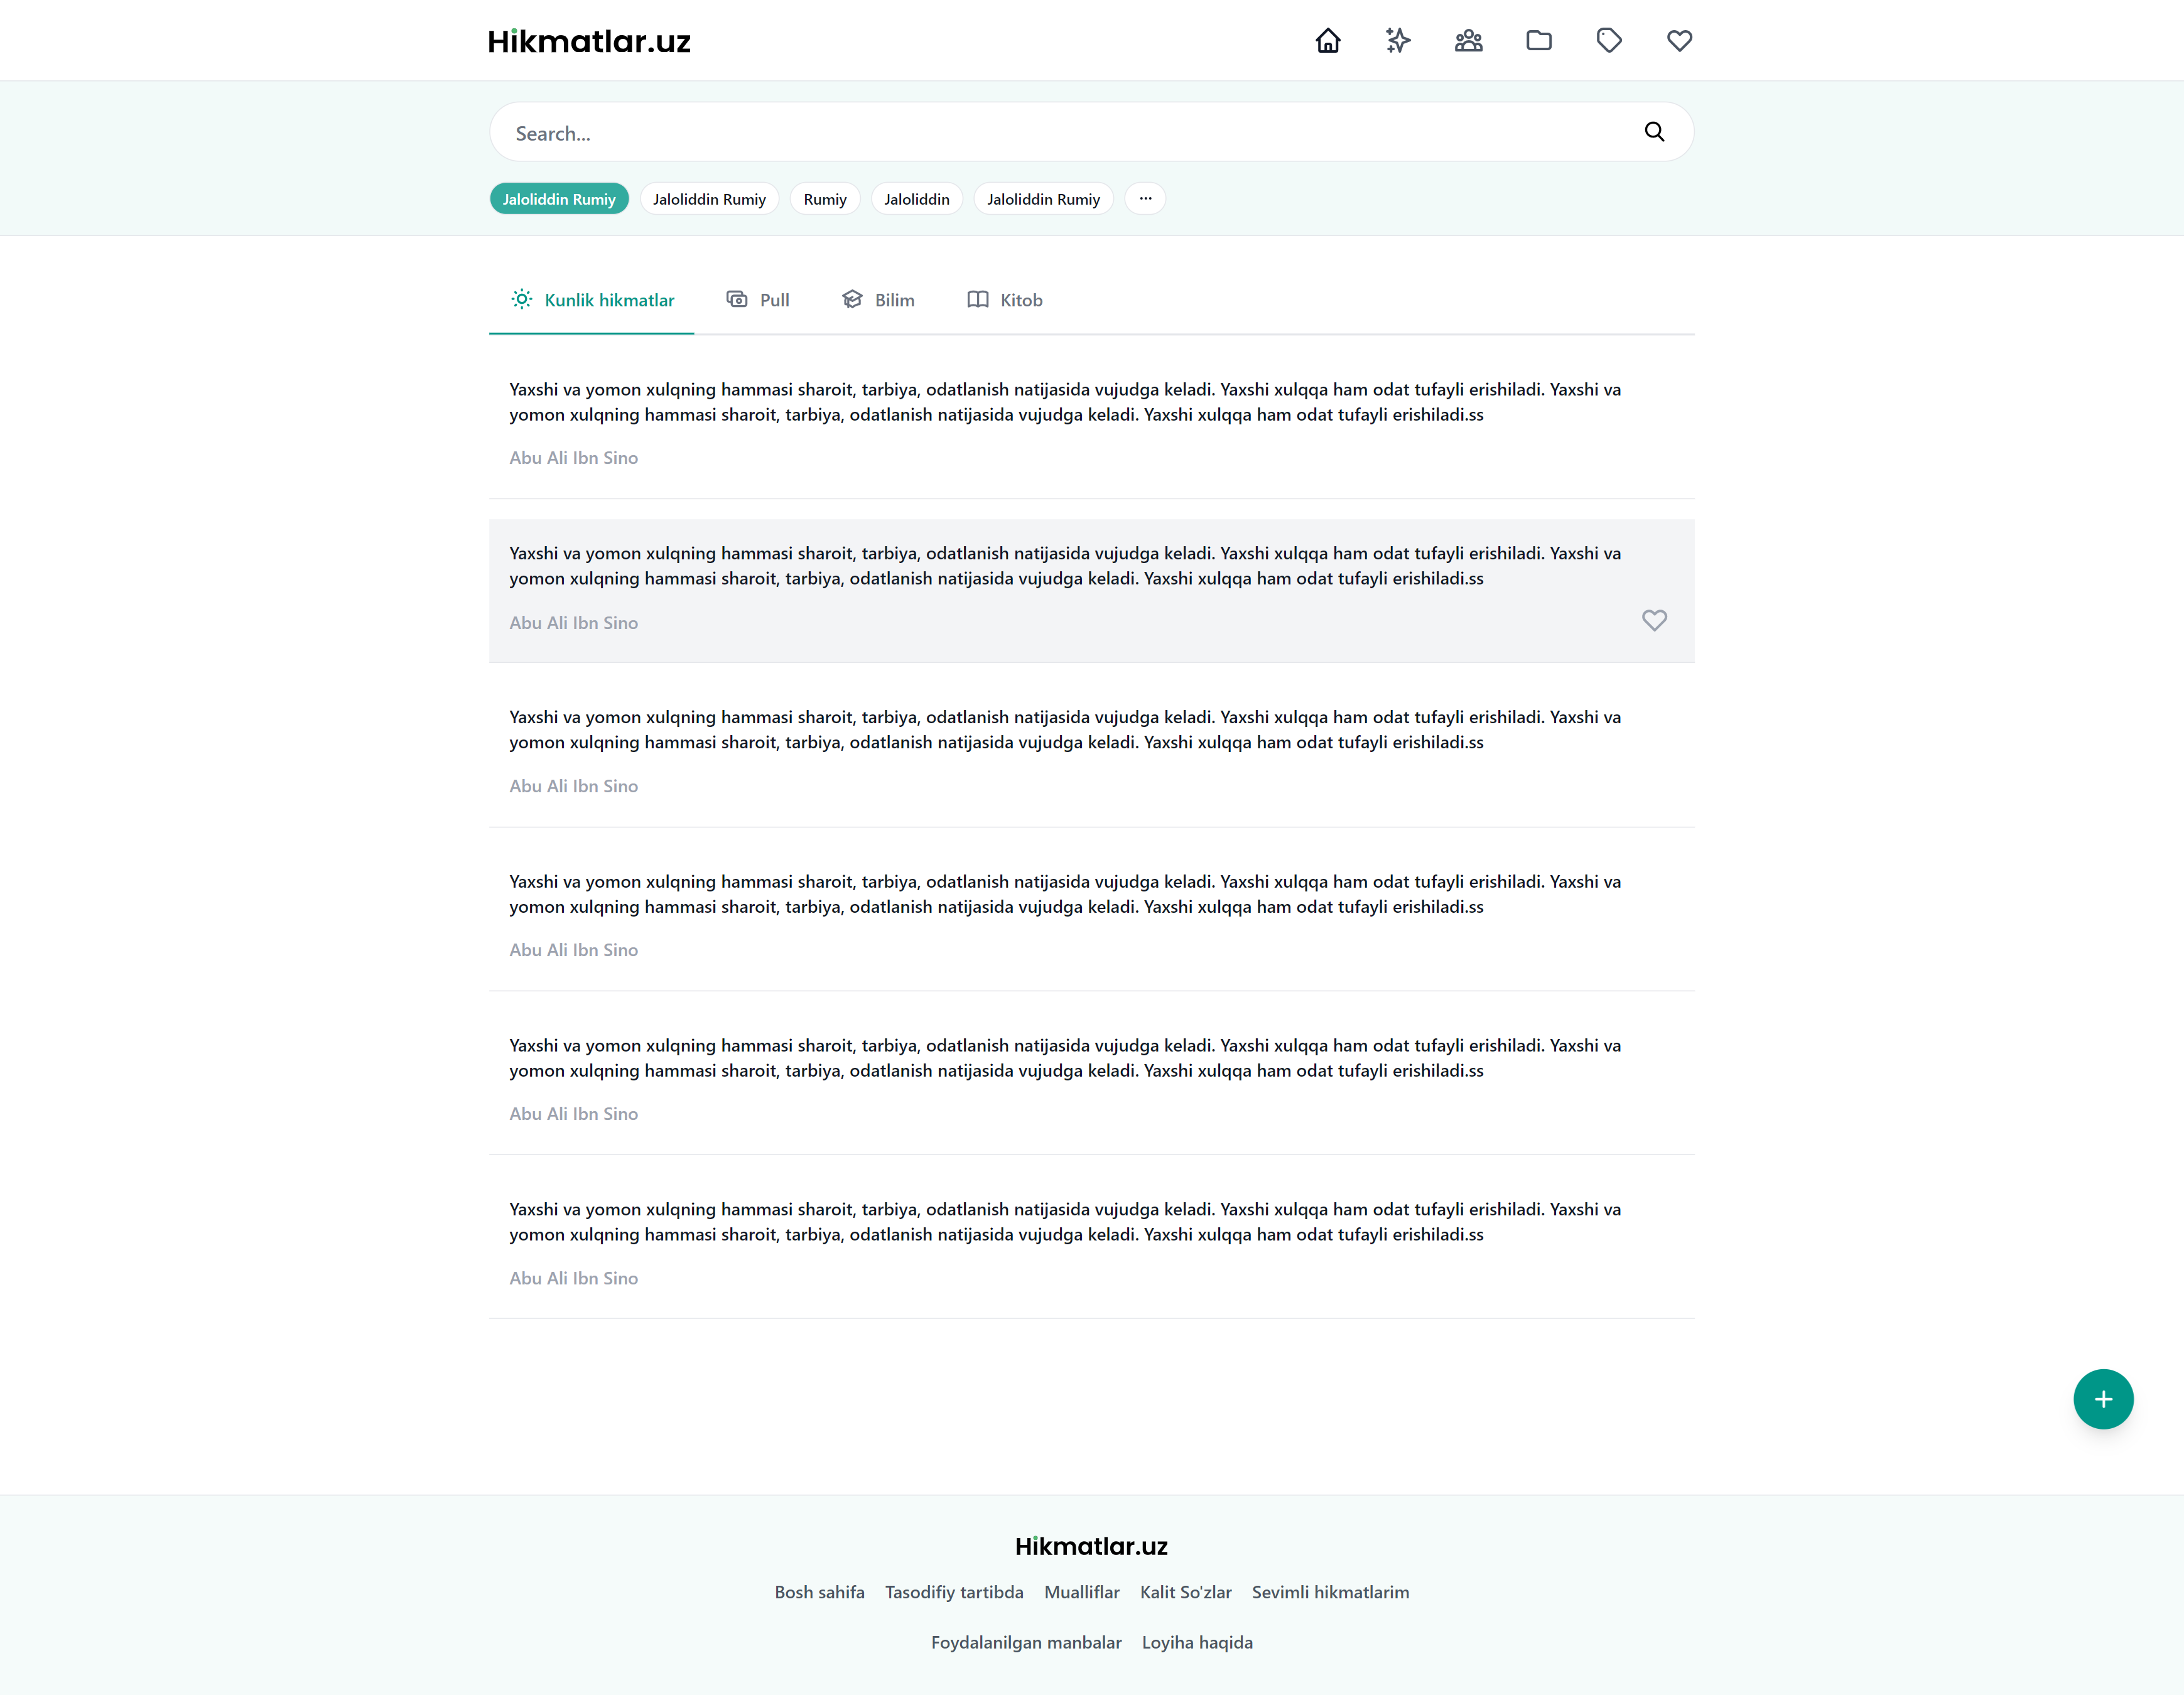 Hikmatlar.uz
Search...
Jaloliddin Rumiy Jaloliddin Rumiy Rumiy Jaloliddin Jaloliddin Rumiy ...
Kunlik hikmatlar Pull Bilim Kitob
Yaxshi va yomon xulqning hammasi sharoit, tarbiya, odatlanish natijasida vujudga keladi. Yaxshi xulqqa ham odat tufayli erishiladi. Yaxshi va
yomon xulqning hammasi sharoit, tarbiya, odatlanish natijasida vujudga keladi. Yaxshi xulqqa ham odat tufayli erishiladi.ss
Abu Ali Ibn Sino
Yaxshi va yomon xulqning hammasi sharoit, tarbiya, odatlanish natijasida vujudga keladi. Yaxshi xulqqa ham odat tufayli erishiladi. Yaxshi va
yomon xulqning hammasi sharoit, tarbiya, odatlanish natijasida vujudga keladi. Yaxshi xulqqa ham odat tufayli erishiladi.ss
Abu Ali Ibn Sino
Yaxshi va yomon xulqning hammasi sharoit, tarbiya, odatlanish natijasida vujudga keladi. Yaxshi xulqqa ham odat tufayli erishiladi. Yaxshi va
yomon xulqning hammasi sharoit, tarbiya, odatlanish natijasida vujudga keladi. Yaxshi xulqqa ham odat tufayli erishiladi.ss
Abu Ali Ibn Sino
Yaxshi va yomon xulqning hammasi sharoit, tarbiya, odatlanish natijasida vujudga keladi. Yaxshi xulqqa ham odat tufayli erishiladi. Yaxshi va
yomon xulqning hammasi sharoit, tarbiya, odatlanish natijasida vujudga keladi. Yaxshi xulqqa ham odat tufayli erishiladi.ss
Abu Ali Ibn Sino
Yaxshi va yomon xulqning hammasi sharoit, tarbiya, odatlanish natijasida vujudga keladi. Yaxshi xulqqa ham odat tufayli erishiladi. Yaxshi va
yomon xulqning hammasi sharoit, tarbiya, odatlanish natijasida vujudga keladi. Yaxshi xulqqa ham odat tufayli erishiladi.ss
Abu Ali Ibn Sino
Yaxshi va yomon xulqning hammasi sharoit, tarbiya, odatlanish natijasida vujudga keladi. Yaxshi xulqqa ham odat tufayli erishiladi. Yaxshi va
yomon xulqning hammasi sharoit, tarbiya, odatlanish natijasida vujudga keladi. Yaxshi xulqqa ham odat tufayli erishiladi.ss
Abu Ali Ibn Sino
Hikmatlar.uz
Bosh sahifa Tasodifiy tartibda Mualliflar Kalit So'zlar Sevimli hikmatlarim
Foydalanilgan manbalar Loyiha haqida